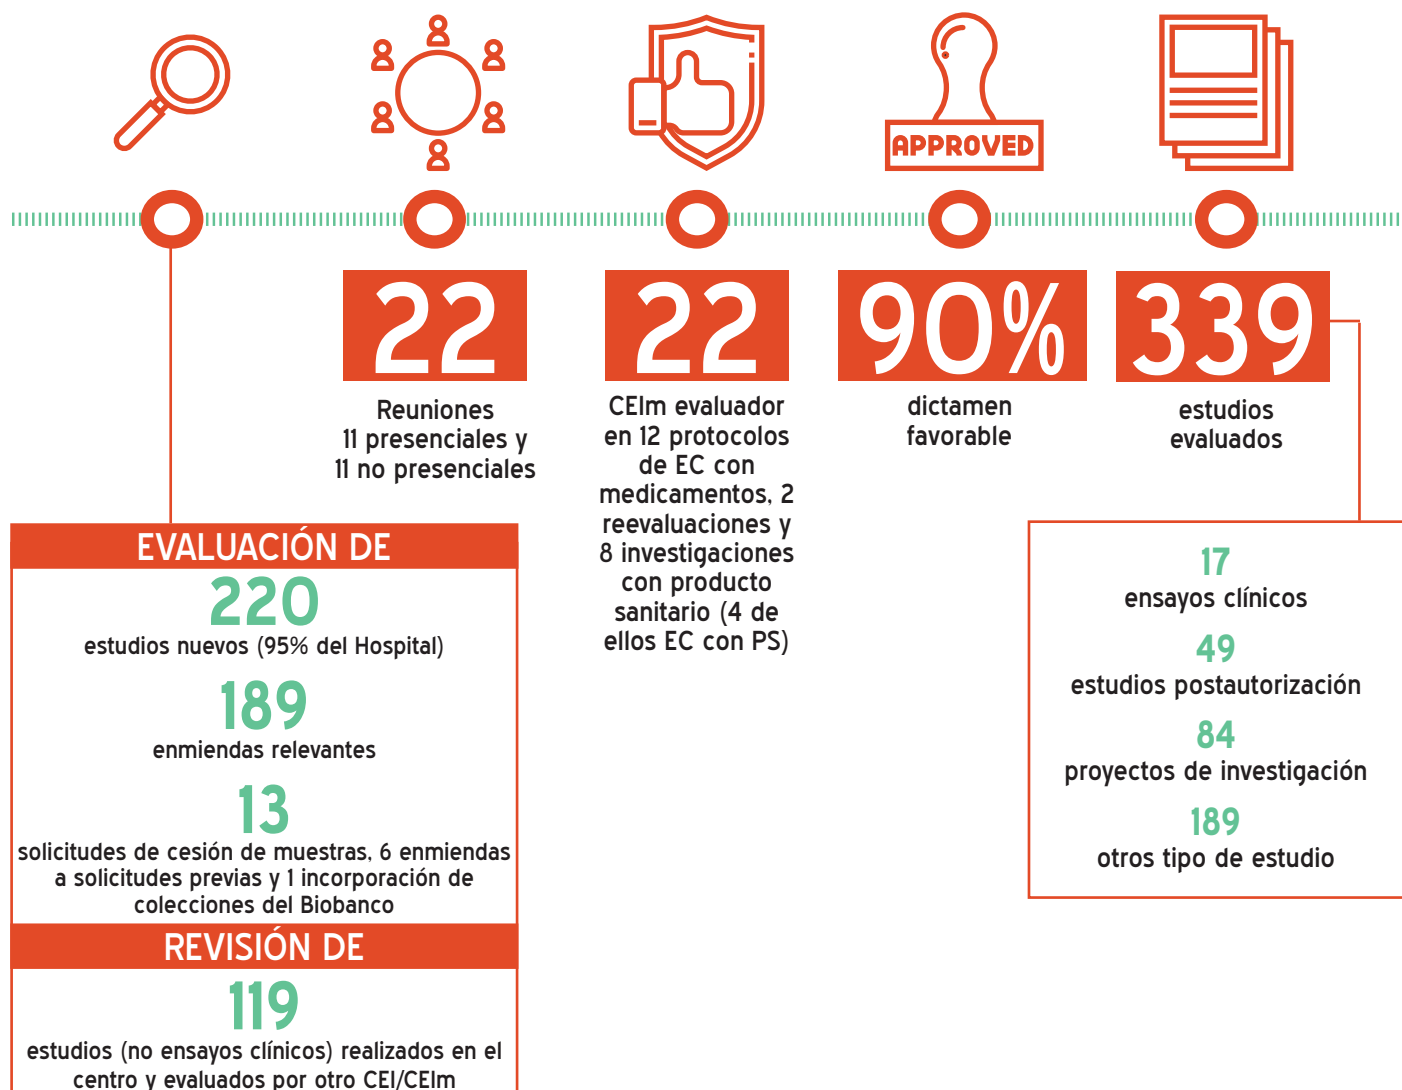 APPROVED
22
Reuniones
11 presenciales y
11 no presenciales
22
CEIm evaluador
en 12 protocolos
de EC con
medicamentos, 2
reevaluaciones y
8 investigaciones
con producto
sanitario (4 de
ellos EC con PS)
90%
dictamen
favorable
339
estudios
evaluados
EVALUACIÓN DE
220
estudios nuevos (95% del Hospital)
189
enmiendas relevantes
13
solicitudes de cesión de muestras, 6 enmiendas
a solicitudes previas y 1 incorporación de
colecciones del Biobanco
REVISIÓN DE
119
estudios (no ensayos clínicos) realizados en el
centro y evaluados por otro CEI/CEIm
17
ensayos clínicos
49
estudios postautorización
84
proyectos de investigación
189
otros tipo de estudio